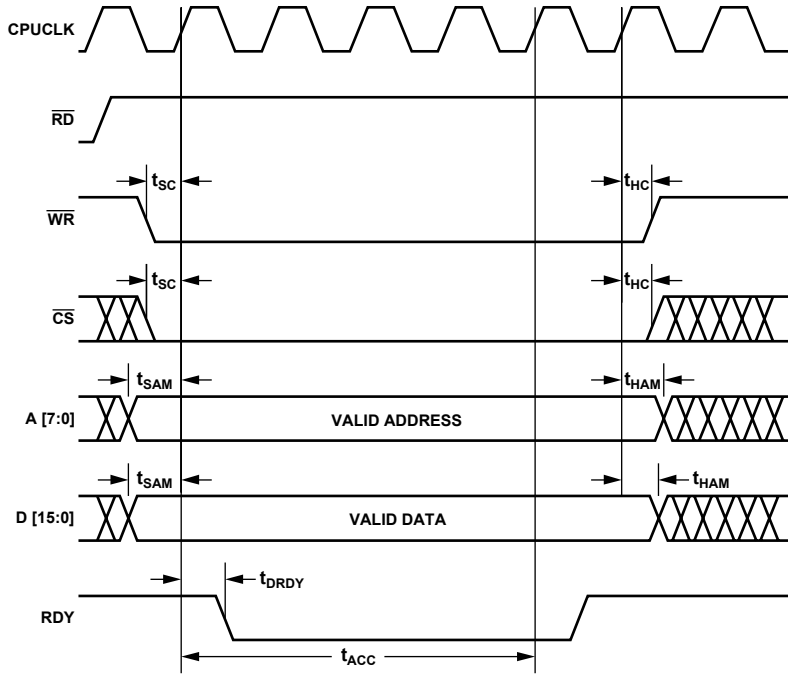 CPUCLK
RD
tSC
tHC
WR
tSC
tHC
CS
tSAM
tHAM
A [7:0]
VALID ADDRESS
tSAM
tHAM
D [15:0]
VALID DATA
tDRDY
RDY
tACC